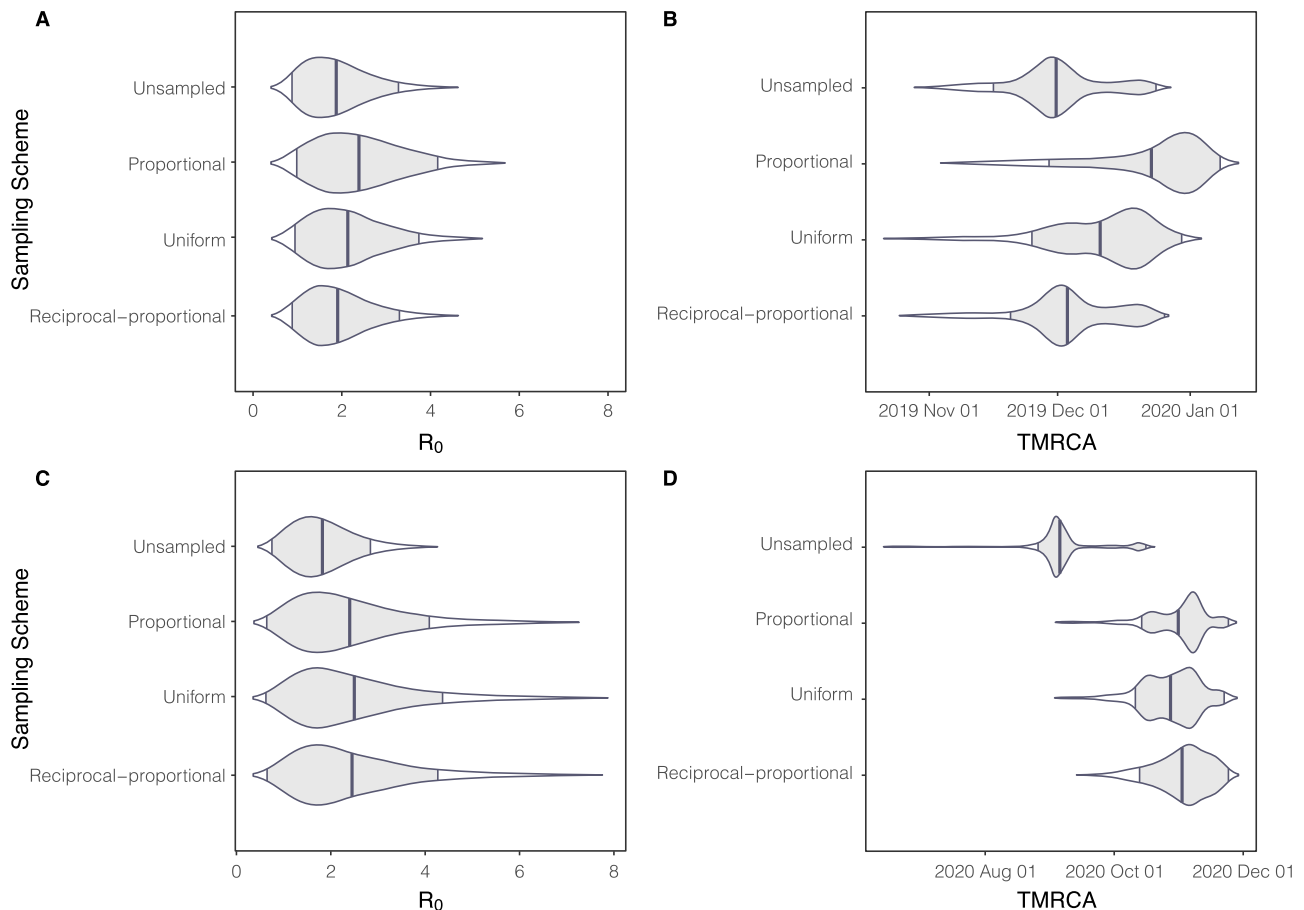 A
Sampling Scheme
Unsampled
Proportional
Uniform
Reciprocal−proportional
0 2 4 6 8
R0
B
Unsampled
Proportional
Uniform
Reciprocal−proportional
2019 Nov 01 2019 Dec 01 2020 Jan 01
TMRCA
C
Sampling Scheme
Unsampled
Proportional
Uniform
Reciprocal−proportional
0 2 4 6 8
R0
D
Unsampled
Proportional
Uniform
Reciprocal−proportional
2020 Aug 01 2020 Oct 01 2020 Dec 01
TMRCA